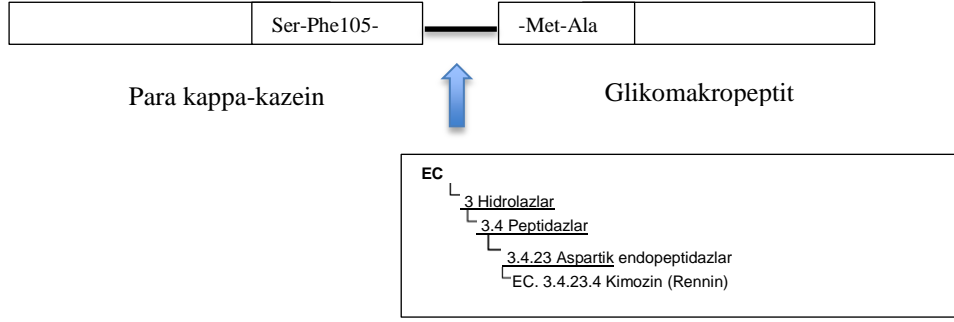 Ser-Phe105-
-Met-Ala
Para kappa-kazein
Glikomakropeptit
EC
3 Hidrolazlar
3.4 Peptidazlar
3.4.23 Aspartik endopeptidazlar
EC. 3.4.23.4 Kimozin (Rennin)